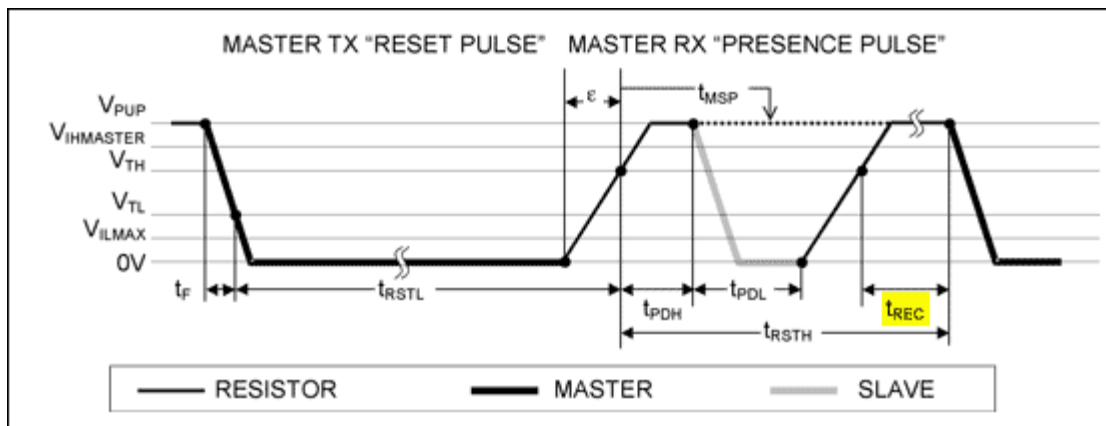 MASTER TX “RESET PULSE” MASTER RX “PRESENCE PULSE”
ε tMSP
VPUP
VIHMASTER
VTH
VTL
VILMAX
0V
tF tRSTL tPDH tPDL tREC
tRSTH
RESISTOR MASTER SLAVE